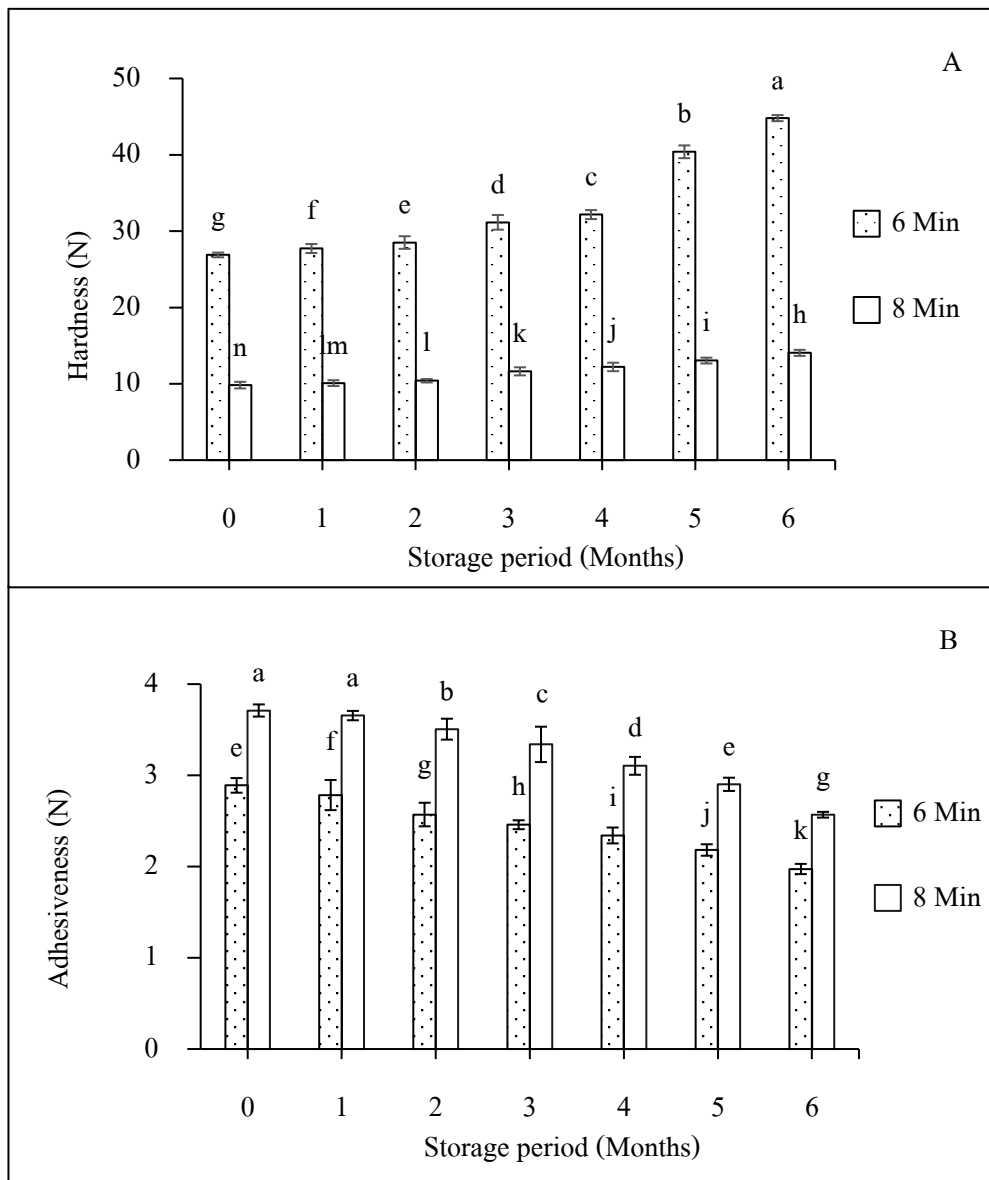 A
50
40
30
20
10
0
Hardness (N)
g f e d c b a
n lm l k j i h
6 Min
8 Min
0 1 2 3 4 5 6
Storage period (Months)
B
4
3
2
1
0
Adhesiveness (N)
a a b c d e g
e f g h i j k
6 Min
8 Min
0 1 2 3 4 5 6
Storage period (Months)